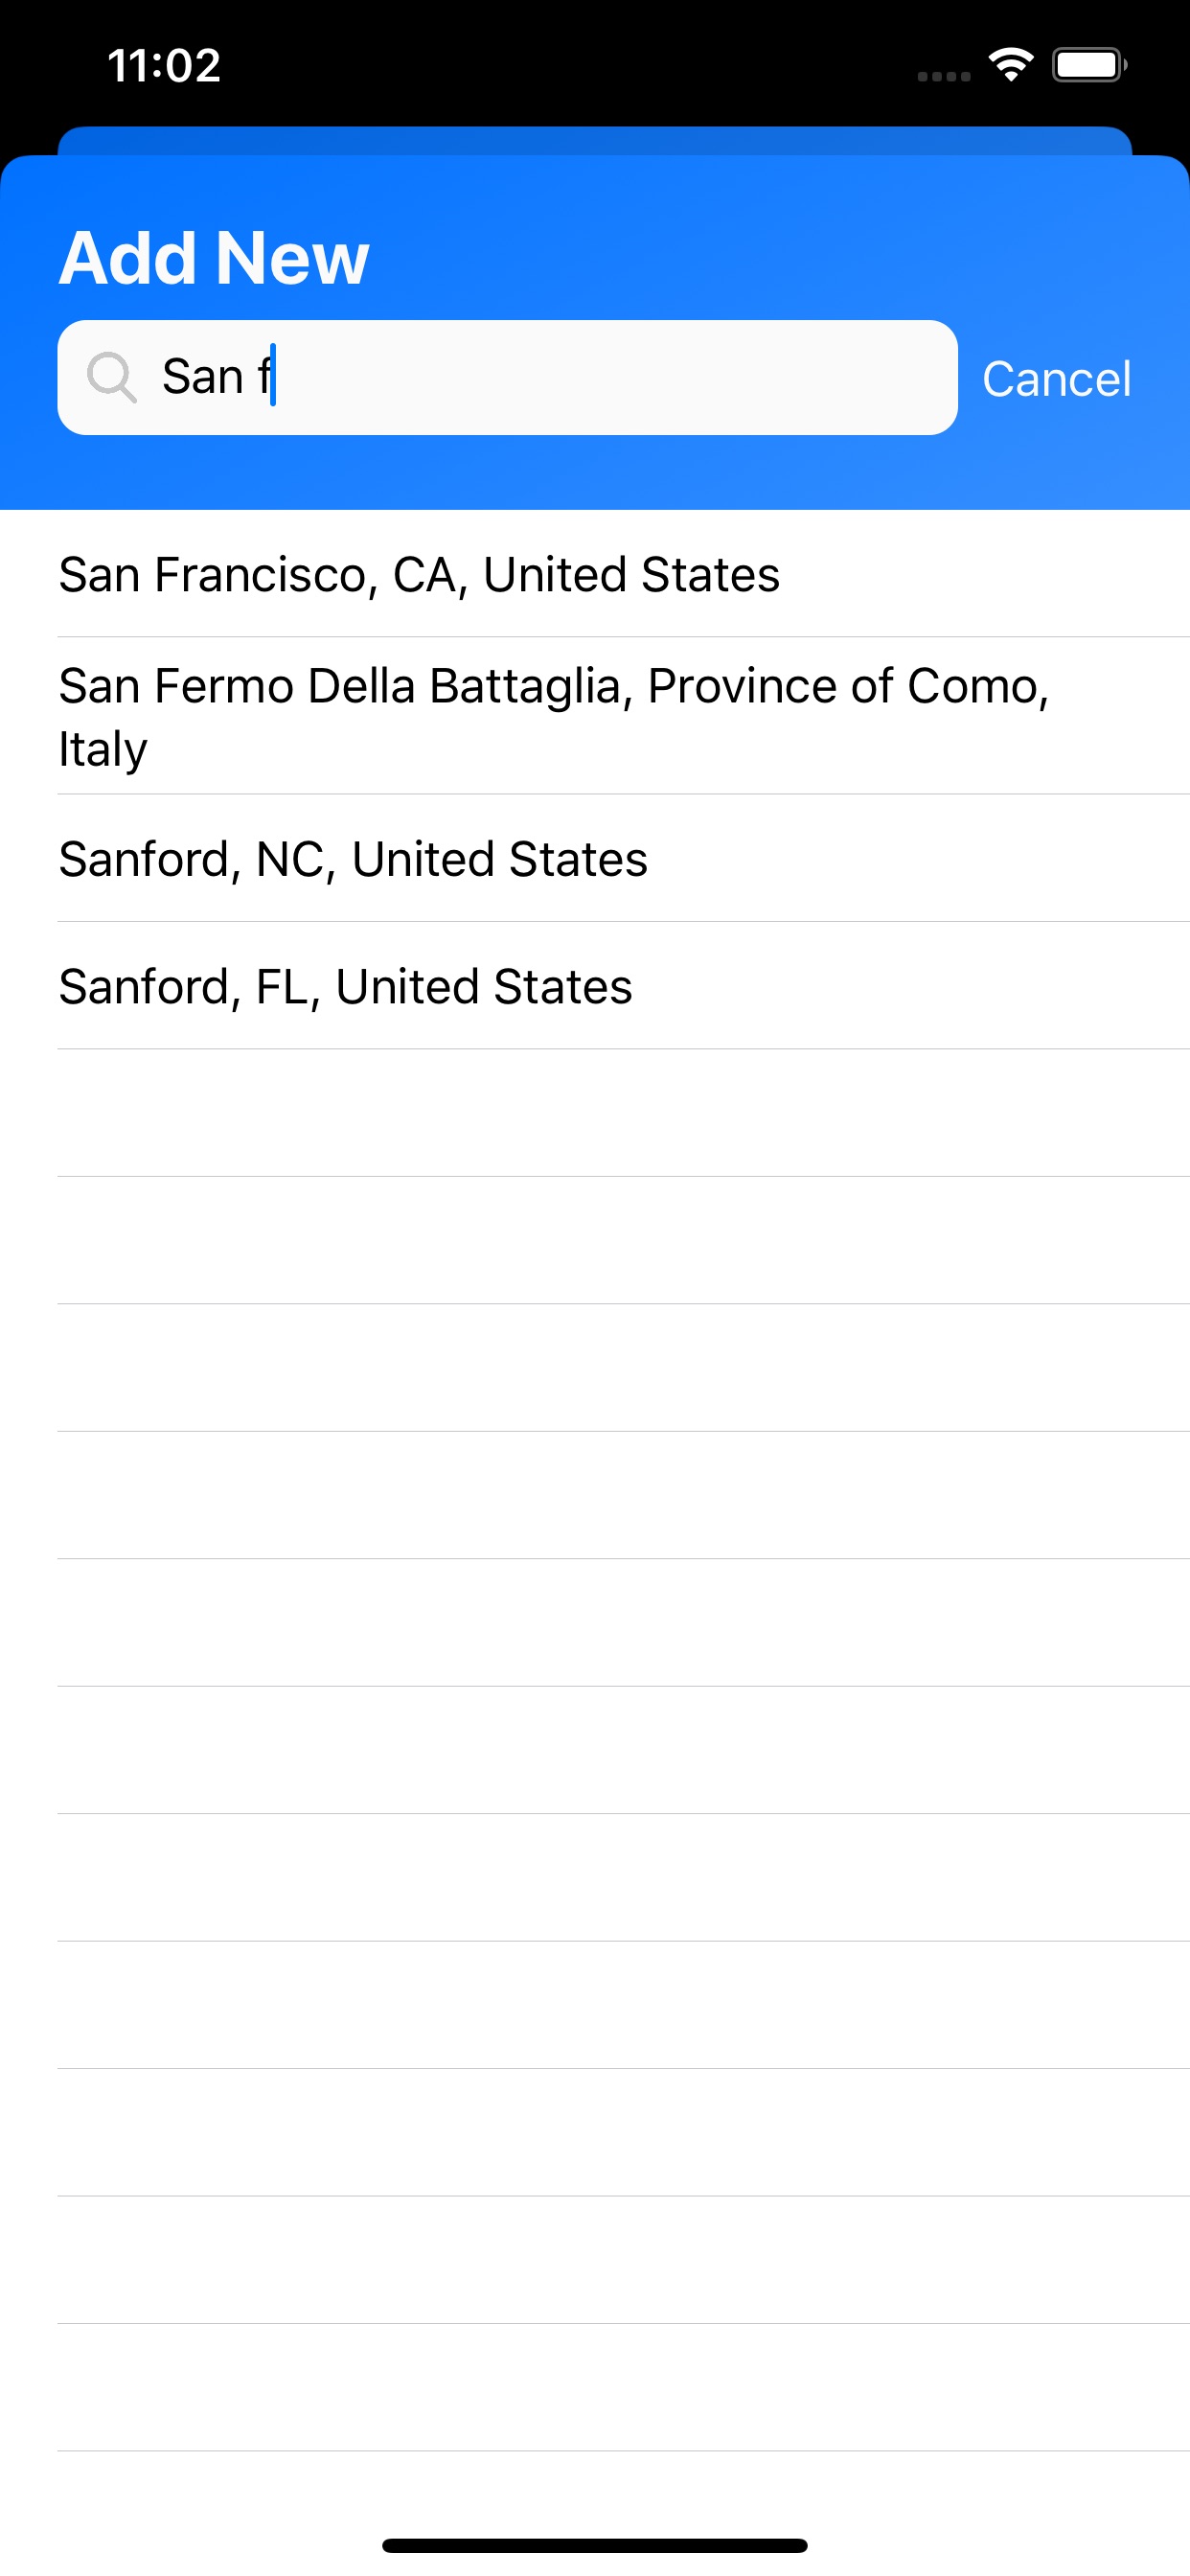 11:02
Add New
San f
Cancel
San Francisco, CA, United States
San Fermo Della Battaglia, Province of Como,
Italy
Sanford, NC, United States
Sanford, FL, United States